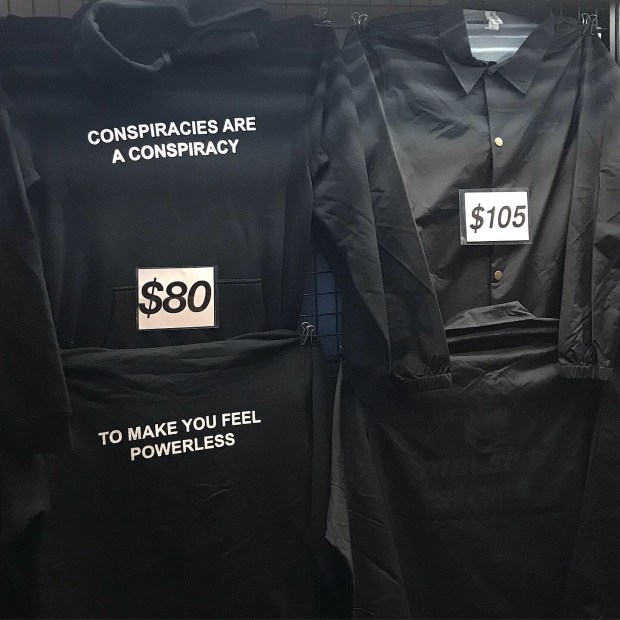 CONSPIRACIES ARE
A CONSPIRACY
$80
TO MAKE YOU FEEL
POWERLESS
$105